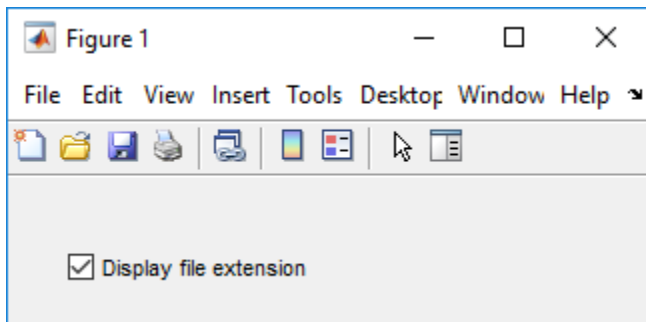 Figure 1
File Edit View Insert Tools Desktop Window Help
Display file extension